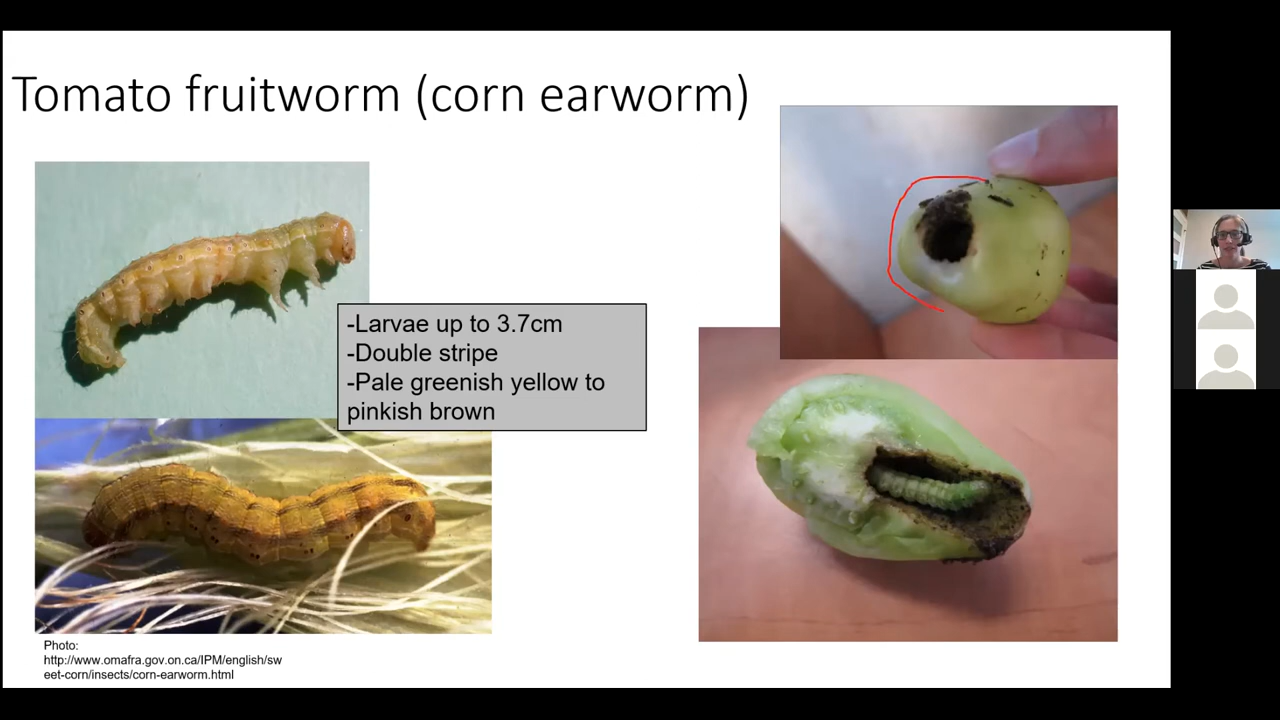 Tomato fruitworm (corn earworm)
-Larvae up to 3.7cm
-Double stripe
-Pale greenish yellow to
pinkish brown
Photo:
http://www.omafra.gov.on.ca/IPM/english/sw
eet-corn/insects/corn-earworm.html